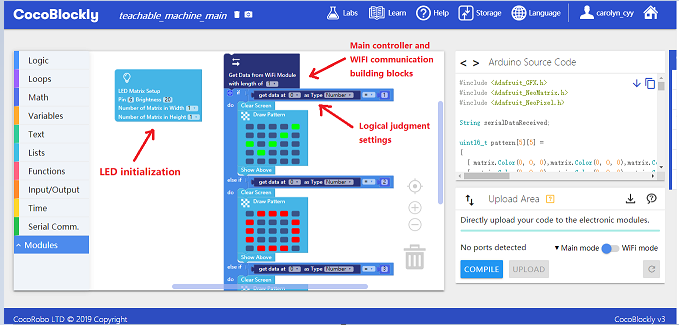 CocoBlockly
teachable_machine_main
Labs
Learn
Help
Storage
Language
carolyn_cyy
Logic
Loops
Math
Variables
Text
Lists
Functions
Input/Output
Time
Serial Comm.
Modules
LED Matrix Setup
Pin 5 Brightness 20
Number of Matrix in Width 1
Number of Matrix in Height 1
LED initialization
Get Data from WiFi Module
with length of 1
Main controller and
WIFI communication
building blocks
if get data at 0 as Type Number = 1
do Clear Screen
Draw Pattern
Show Above
Logical judgment
settings
else if get data at 0 as Type Number = 2
do Clear Screen
Draw Pattern
Show Above
else if get data at 0 as Type Number = 3
do Clear Screen
Draw Pattern
< > Arduino Source Code
#include <Adafruit_GFX.h>
#include <Adafruit_NeoMatrix.h>
#include <Adafruit_NeoPixel.h>
String serialDataReceived;
uint16_t pattern[5][5] =
{
{ matrix.Color(0, 0, 0),matrix.Color(0, 0, 0),matrix.Co
Upload Area
Directly upload your code to the electronic modules.
No ports detected
Main mode
WiFi mode
COMPILE
UPLOAD
CocoRobo LTD © 2019 Copyright
CocoBlockly v3